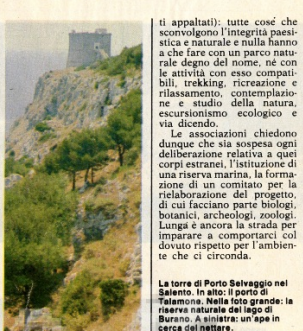 ti appaltati): tutte cose che
sconvolgono l'integrità paesi-
stica e naturale e nulla hanno
a che fare con un parco natu-
rale degno del nome, né con
le attività con esso compati-
bili, trekking, ricreazione e
rilassamento, contemplazio-
ne e studio della natura,
escursionismo ecologico e
via dicendo.
Le associazioni chiedono
dunque che sia sospesa ogni
deliberazione relativa a quei
corpi estranei, l'istituzione di
una riserva marina, la forma-
zione di un comitato per la
rielaborazione del progetto,
di cui facciano parte biologi,
botanici, archeologi, zoologi.
Lunga è ancora la strada per
imparare a comportarci col
dovuto rispetto per l'ambien-
te che ci circonda.
La torre di Porto Selvaggio nel
Salento. In alto: il porto di
Talamone. Nella foto grande: la
riserva naturale del lago di
Burano. A sinistra: un'ape in
cerca del nettare.